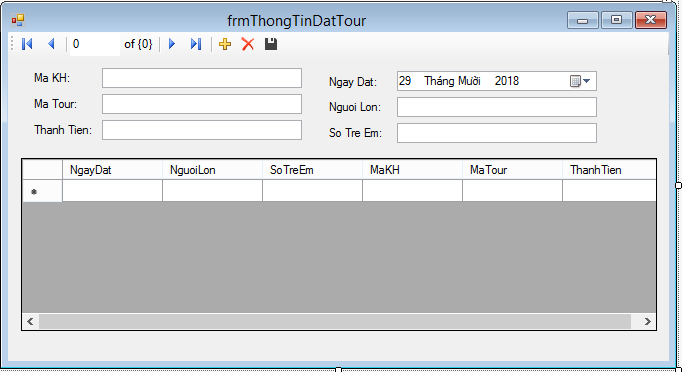 frmThongTinDatTour
0 of {0}
Ma KH:
Ma Tour:
Thanh Tien:
Ngay Dat: 29 Tháng Mười 2018
Nguoi Lon:
So Tre Em:
NgayDat NguoiLon SoTreEm MaKH MaTour ThanhTien